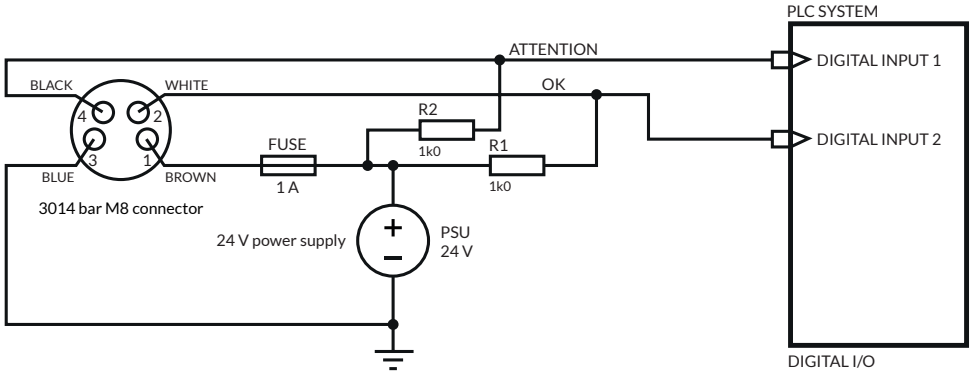 PLC SYSTEM
ATTENTION
DIGITAL INPUT 1
BLACK
WHITE
OK
4
2
R2
1k0
R1
1k0
DIGITAL INPUT 2
3
1
FUSE
1 A
BLUE
BROWN
3014 bar M8 connector
24 V power supply
+
−
PSU
24 V
DIGITAL I/O